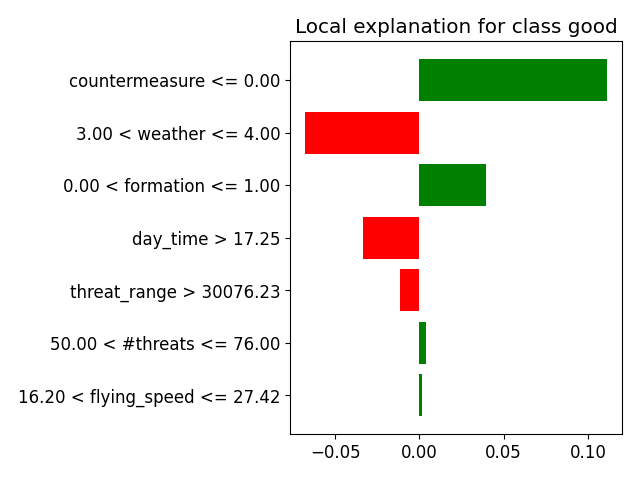 Local explanation for class good
countermeasure <= 0.00
3.00 < weather <= 4.00
0.00 < formation <= 1.00
day_time > 17.25
threat_range > 30076.23
50.00 < #threats <= 76.00
16.20 < flying_speed <= 27.42
−0.05 0.00 0.05 0.10